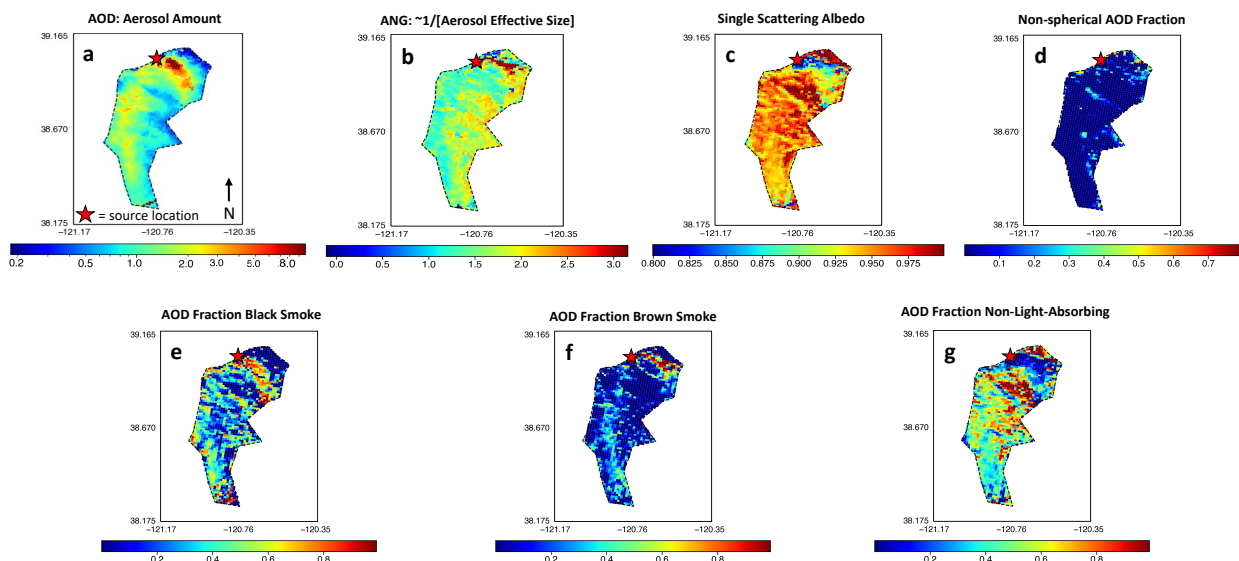 AOD: Aerosol Amount
ANG: ~1/[Aerosol Effective Size]
Single Scattering Albedo
Non-spherical AOD Fraction
39.165
a
38.670
★ = source location
N
38.175
−121.17 −120.76 −120.35
0.2 0.5 1.0 2.0 3.0 5.0 8.0
39.165
b
38.670
38.175
−121.17 −120.76 −120.35
0.0 0.5 1.0 1.5 2.0 2.5 3.0
39.165
c
38.670
38.175
−121.17 −120.76 −120.35
0.800 0.825 0.875 0.900 0.925 0.950 0.975
39.165
d
38.670
38.175
−121.17 −120.76 −120.35
0.1 0.2 0.3 0.4 0.5 0.6 0.7
AOD Fraction Black Smoke
AOD Fraction Brown Smoke
AOD Fraction Non-Light-Absorbing
39.165
e
38.670
38.175
−121.17 −120.76 −120.35
0.2 0.4 0.6 0.8
39.165
f
38.670
38.175
−121.17 −120.76 −120.35
0.2 0.4 0.6 0.8
39.165
g
38.670
38.175
−121.17 −120.76 −120.35
0.2 0.4 0.6 0.8